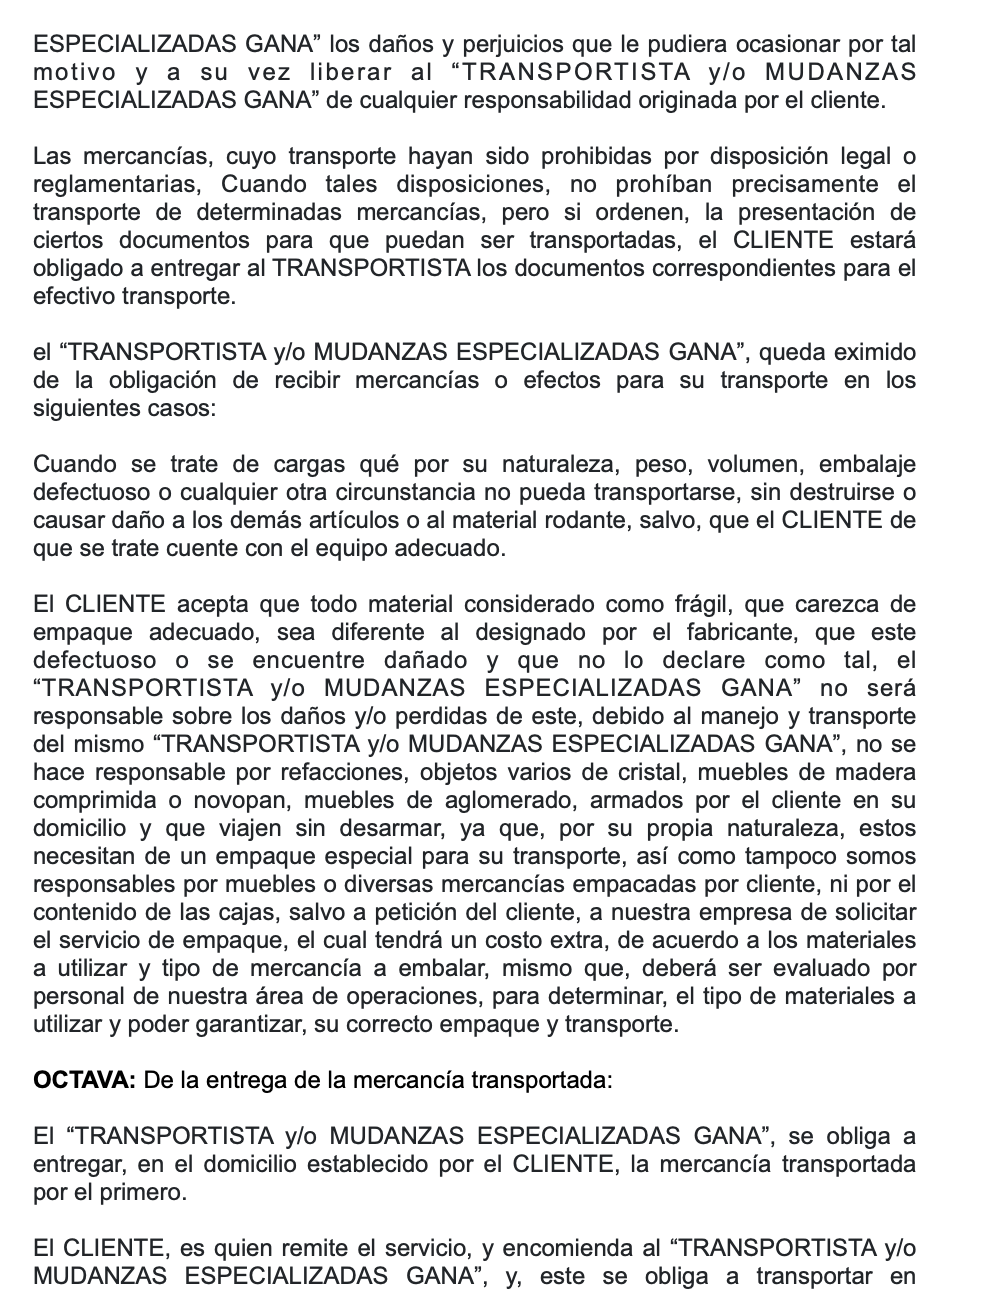 ESPECIALIZADAS GANA” los daños y perjuicios que le pudiera ocasionar por tal
motivo y a su vez liberar al “TRANSPORTISTA y/o MUDANZAS
ESPECIALIZADAS GANA” de cualquier responsabilidad originada por el cliente.
Las mercancías, cuyo transporte hayan sido prohibidas por disposición legal o
reglamentarias, Cuando tales disposiciones, no prohíban precisamente el
transporte de determinadas mercancías, pero si ordenen, la presentación de
ciertos documentos para que puedan ser transportadas, el CLIENTE estará
obligado a entregar al TRANSPORTISTA los documentos correspondientes para el
efectivo transporte.
el “TRANSPORTISTA y/o MUDANZAS ESPECIALIZADAS GANA”, queda eximido
de la obligación de recibir mercancías o efectos para su transporte en los
siguientes casos:
Cuando se trate de cargas qué por su naturaleza, peso, volumen, embalaje
defectuoso o cualquier otra circunstancia no pueda transportarse, sin destruirse o
causar daño a los demás artículos o al material rodante, salvo, que el CLIENTE de
que se trate cuente con el equipo adecuado.
El CLIENTE acepta que todo material considerado como frágil, que carezca de
empaque adecuado, sea diferente al designado por el fabricante, que este
defectuoso o se encuentre dañado y que no lo declare como tal, el
“TRANSPORTISTA y/o MUDANZAS ESPECIALIZADAS GANA” no será
responsable sobre los daños y/o perdidas de este, debido al manejo y transporte
del mismo “TRANSPORTISTA y/o MUDANZAS ESPECIALIZADAS GANA”, no se
hace responsable por refacciones, objetos varios de cristal, muebles de madera
comprimida o novopan, muebles de aglomerado, armados por el cliente en su
domicilio y que viajen sin desarmar, ya que, por su propia naturaleza, estos
necesitan de un empaque especial para su transporte, así como tampoco somos
responsables por muebles o diversas mercancías empacadas por cliente, ni por el
contenido de las cajas, salvo a petición del cliente, a nuestra empresa de solicitar
el servicio de empaque, el cual tendrá un costo extra, de acuerdo a los materiales
a utilizar y tipo de mercancía a embalar, mismo que, deberá ser evaluado por
personal de nuestra área de operaciones, para determinar, el tipo de materiales a
utilizar y poder garantizar, su correcto empaque y transporte.
OCTAVA: De la entrega de la mercancía transportada:
El “TRANSPORTISTA y/o MUDANZAS ESPECIALIZADAS GANA”, se obliga a
entregar, en el domicilio establecido por el CLIENTE, la mercancía transportada
por el primero.
El CLIENTE, es quien remite el servicio, y encomienda al “TRANSPORTISTA y/o
MUDANZAS ESPECIALIZADAS GANA”, y, este se obliga a transportar en